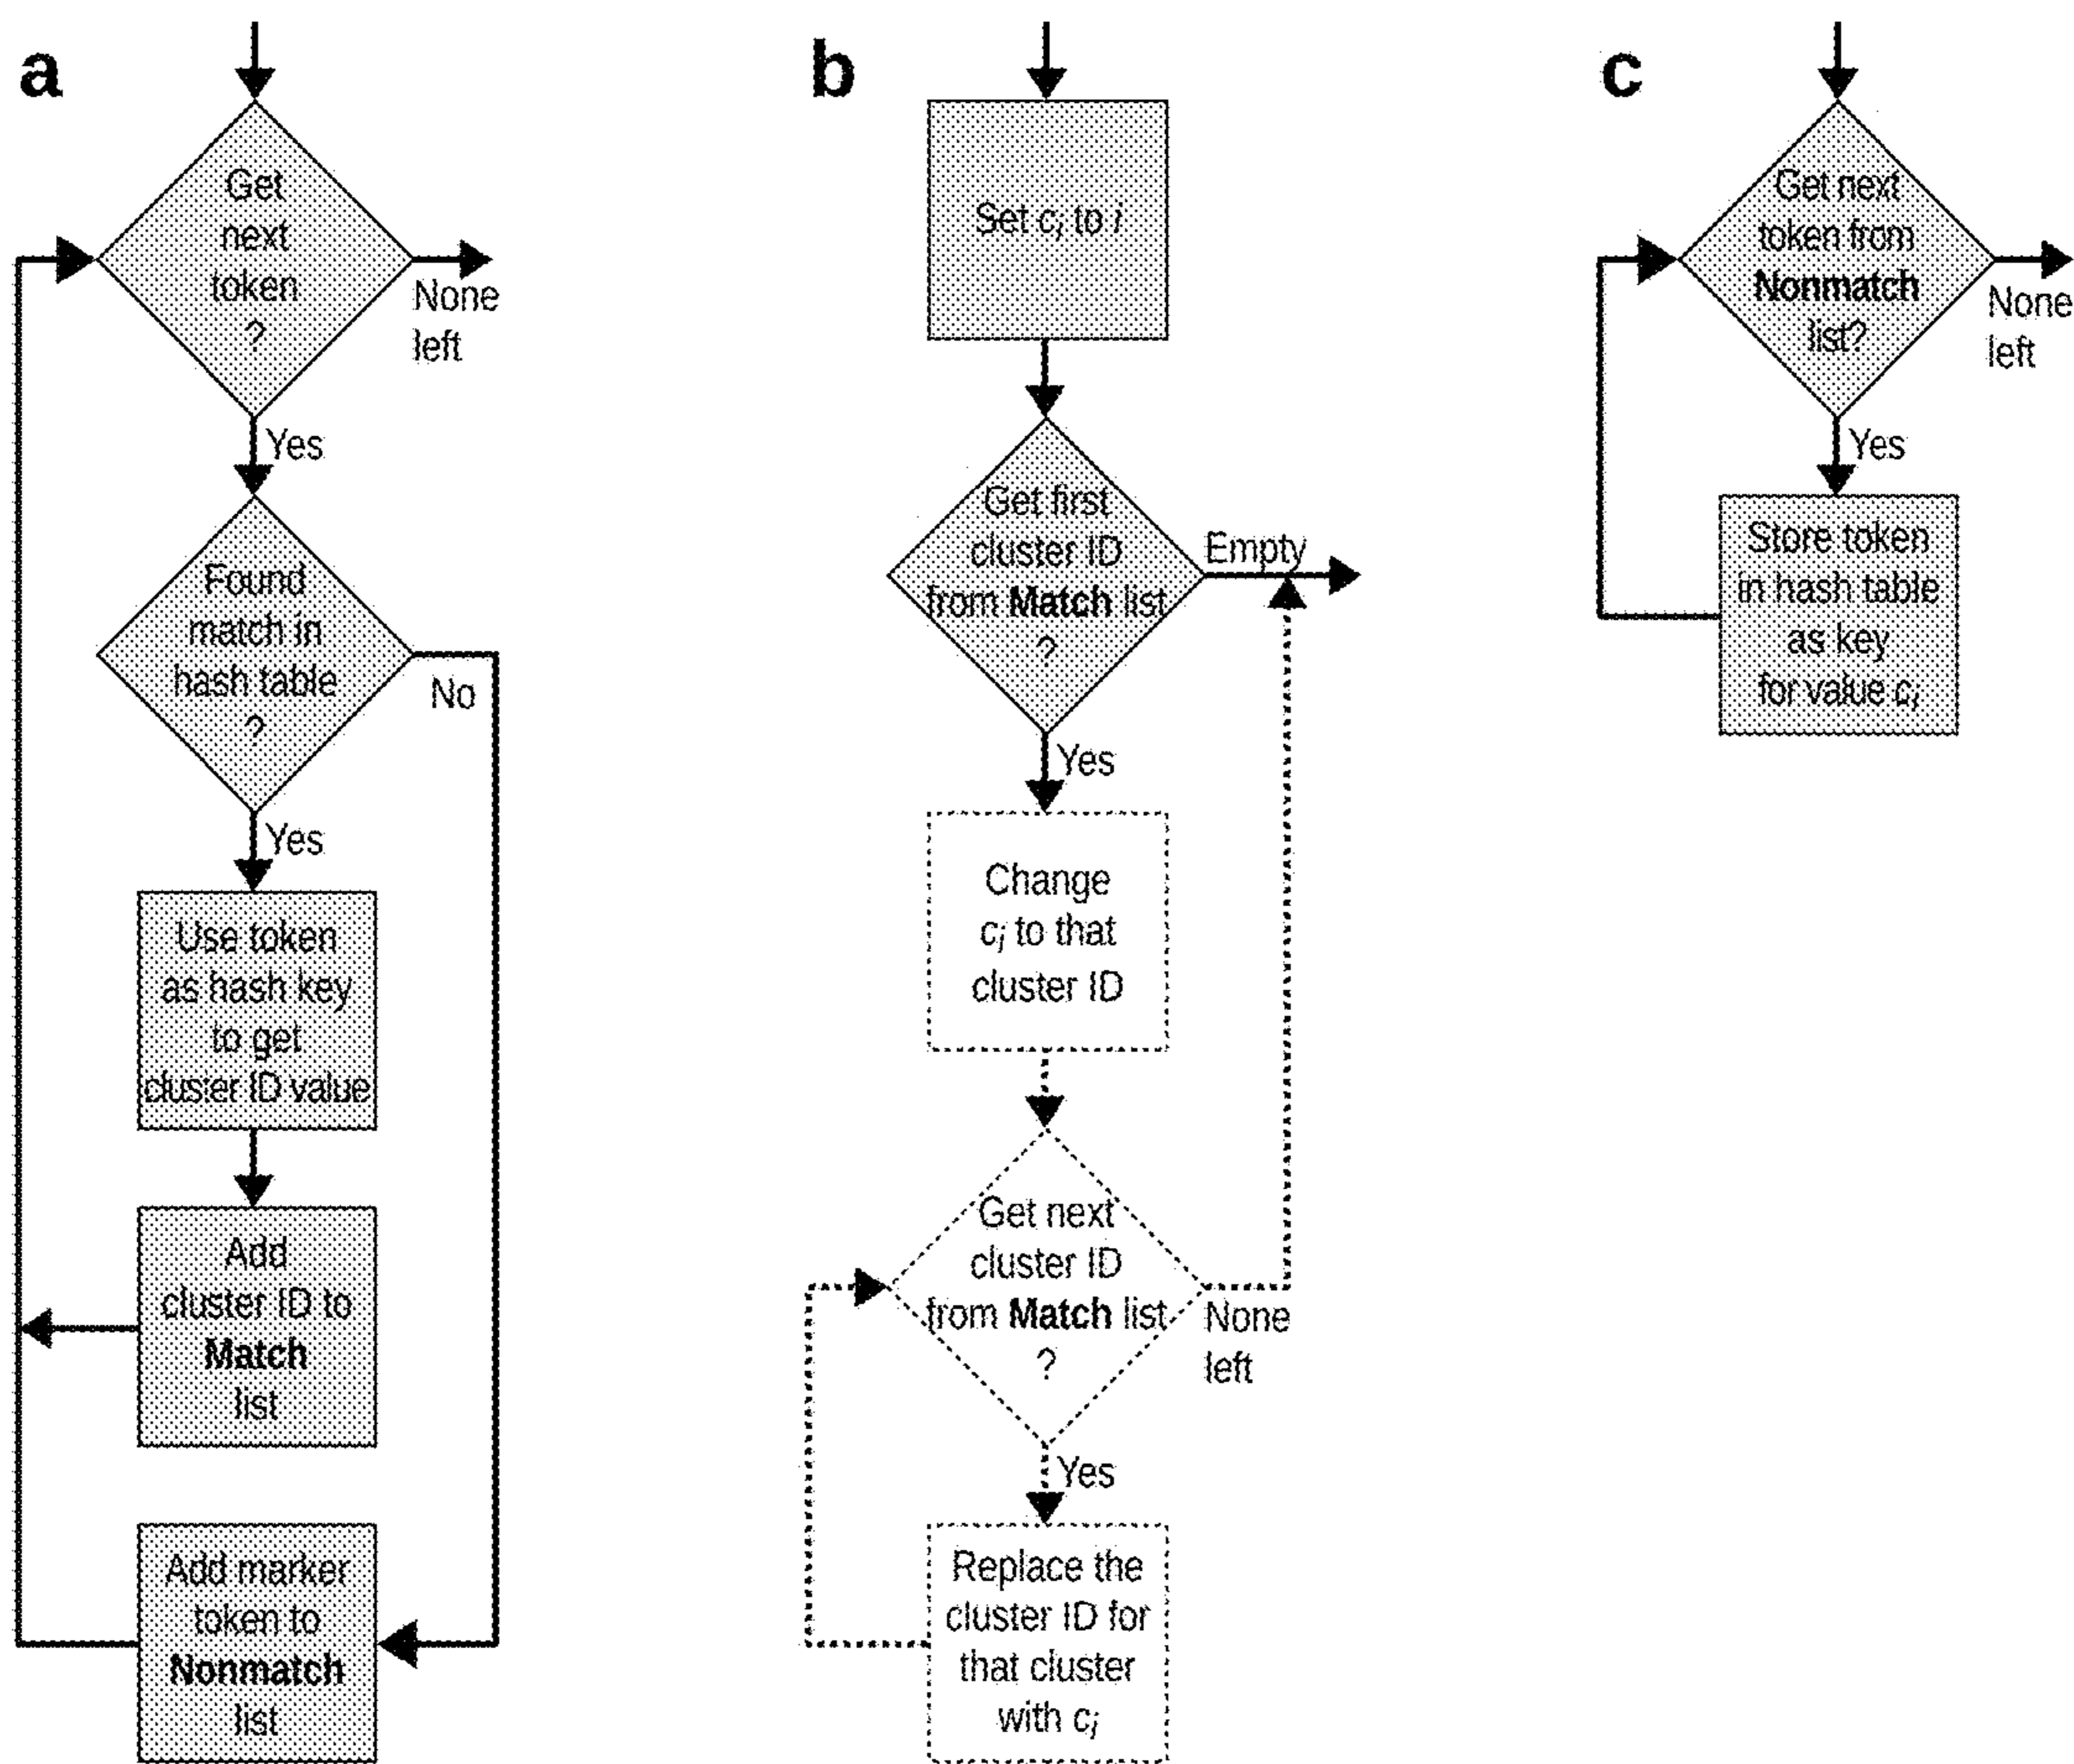 a
Get
next
token
?
None
left
Yes
Found
match in
hash table
?
No
Yes
Use token
as hash key
to get
cluster ID value
Add
cluster ID to
Match
list
Add marker
token to
Nonmatch
list
b
Set ci to i
Get first
cluster ID
from Match list
?
Empty
Yes
Change
ci to that
cluster ID
Get next
cluster ID
from Match list
?
None
left
Yes
Replace the
cluster ID for
that cluster
with ci
c
Get next
token from
Nonmatch
list?
None
left
Yes
Store token
in hash table
as key
for value ci